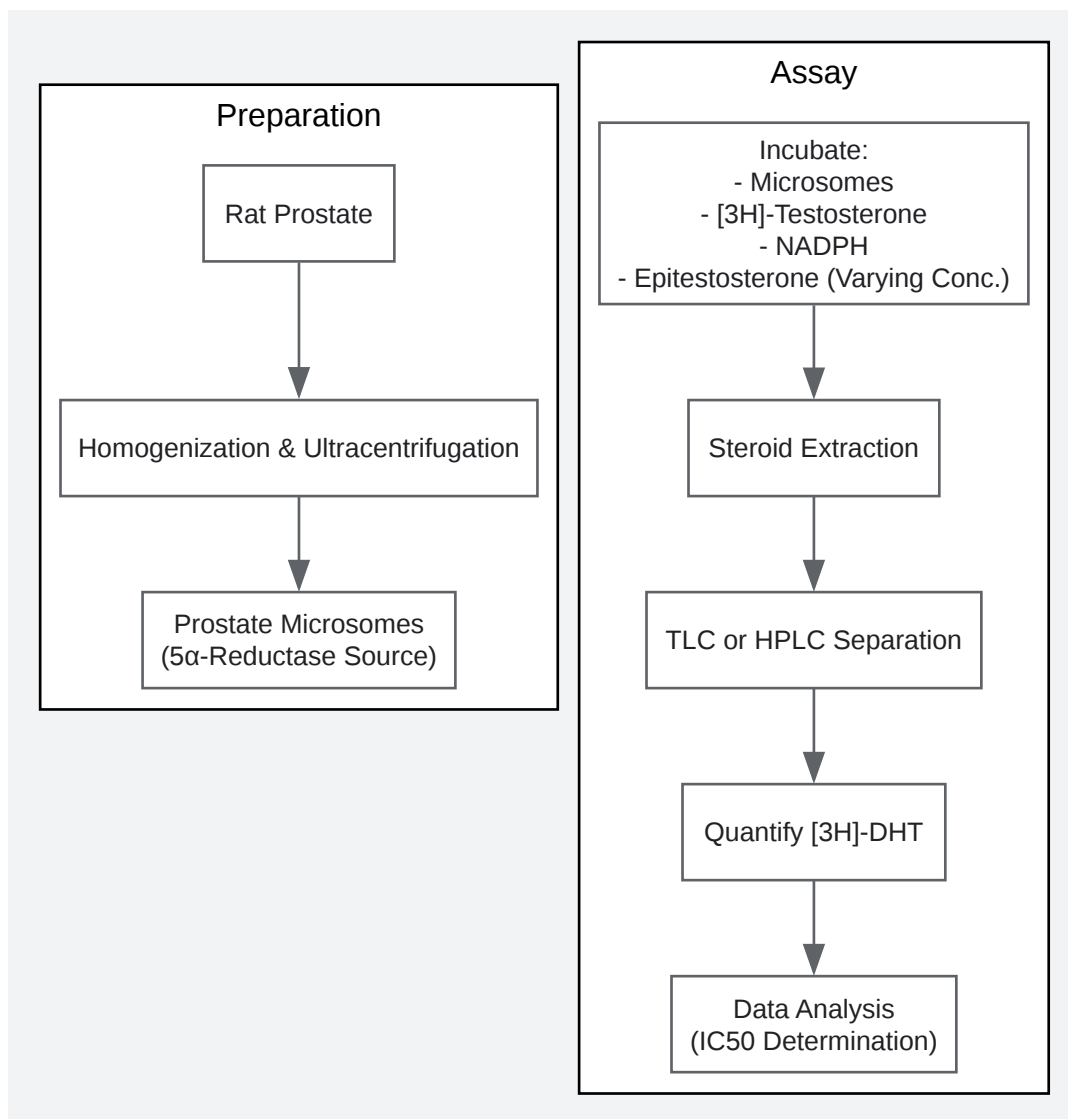 Preparation
Rat Prostate
Homogenization & Ultracentrifugation
Prostate Microsomes
(5α-Reductase Source)
Assay
Incubate:
- Microsomes
- [3H]-Testosterone
- NADPH
- Epitestosterone (Varying Conc.)
Steroid Extraction
TLC or HPLC Separation
Quantify [3H]-DHT
Data Analysis
(IC50 Determination)